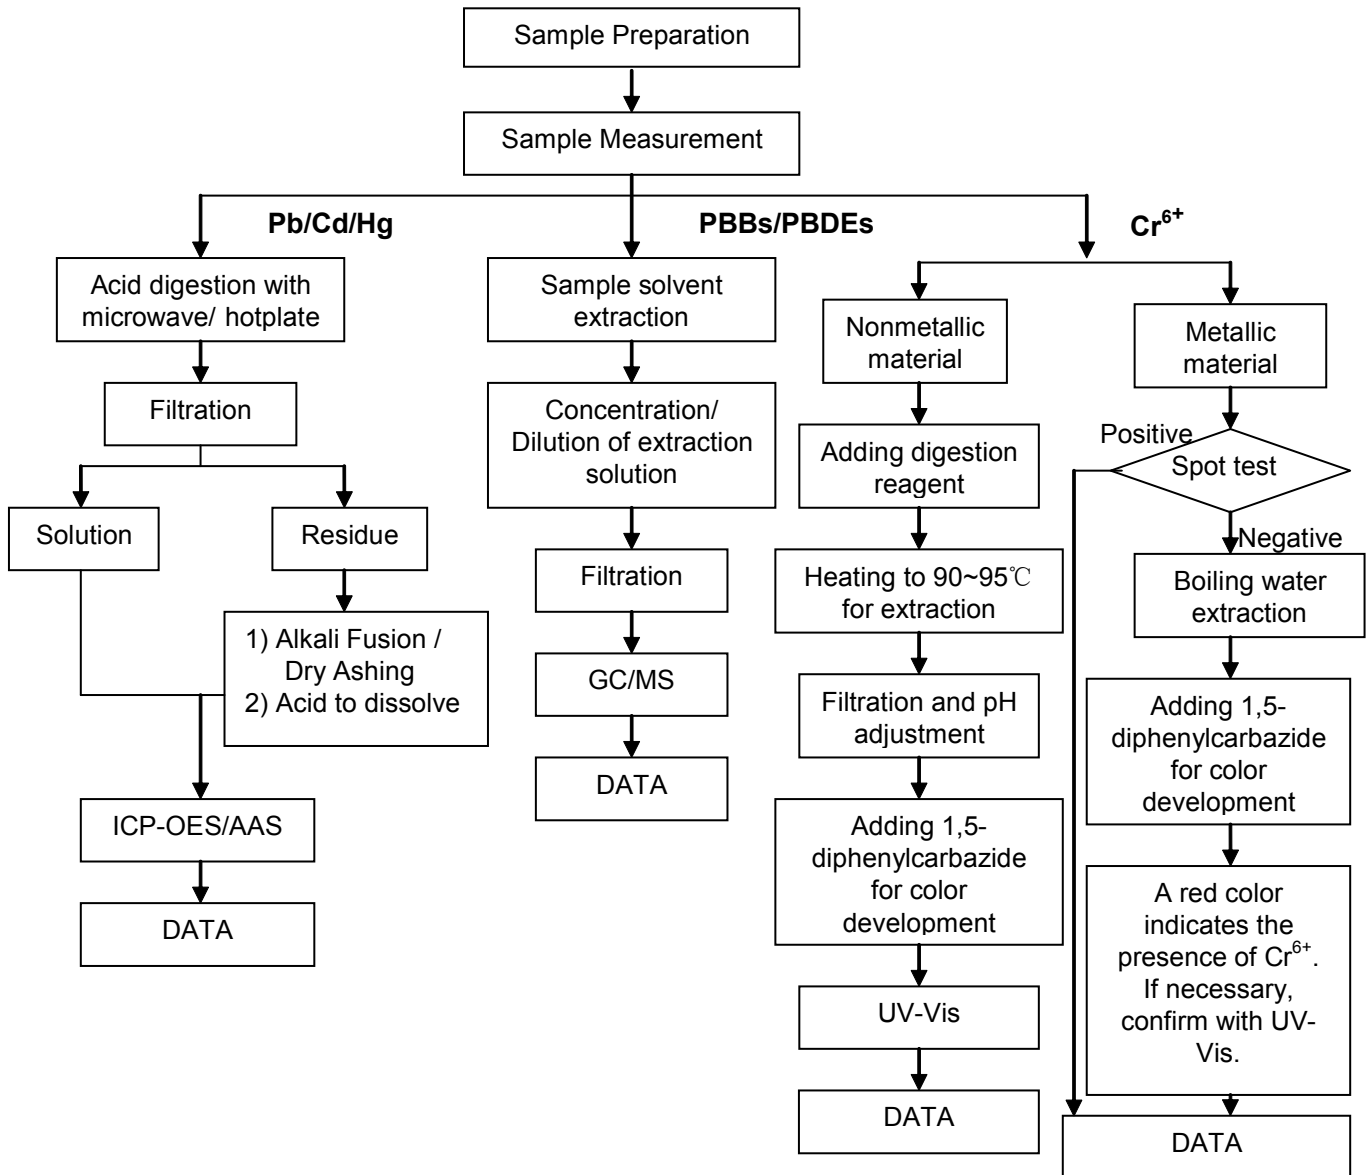 Sample Preparation
Sample Measurement
Pb/Cd/Hg
PBBs/PBDEs
Cr⁶⁺
Acid digestion with
microwave/ hotplate
Filtration
Solution
Residue
1) Alkali Fusion /
Dry Ashing
2) Acid to dissolve
ICP-OES/AAS
DATA
Sample solvent
extraction
Concentration/
Dilution of extraction
solution
Filtration
GC/MS
DATA
Nonmetallic
material
Adding digestion
reagent
Heating to 90~95℃
for extraction
Filtration and pH
adjustment
Adding 1,5-
diphenylcarbazide
for color
development
UV-Vis
DATA
Metallic
material
Positive
Spot test
Negative
Boiling water
extraction
Adding 1,5-
diphenylcarbazide
for color
development
A red color
indicates the
presence of Cr⁶⁺.
If necessary,
confirm with UV-
Vis.
DATA